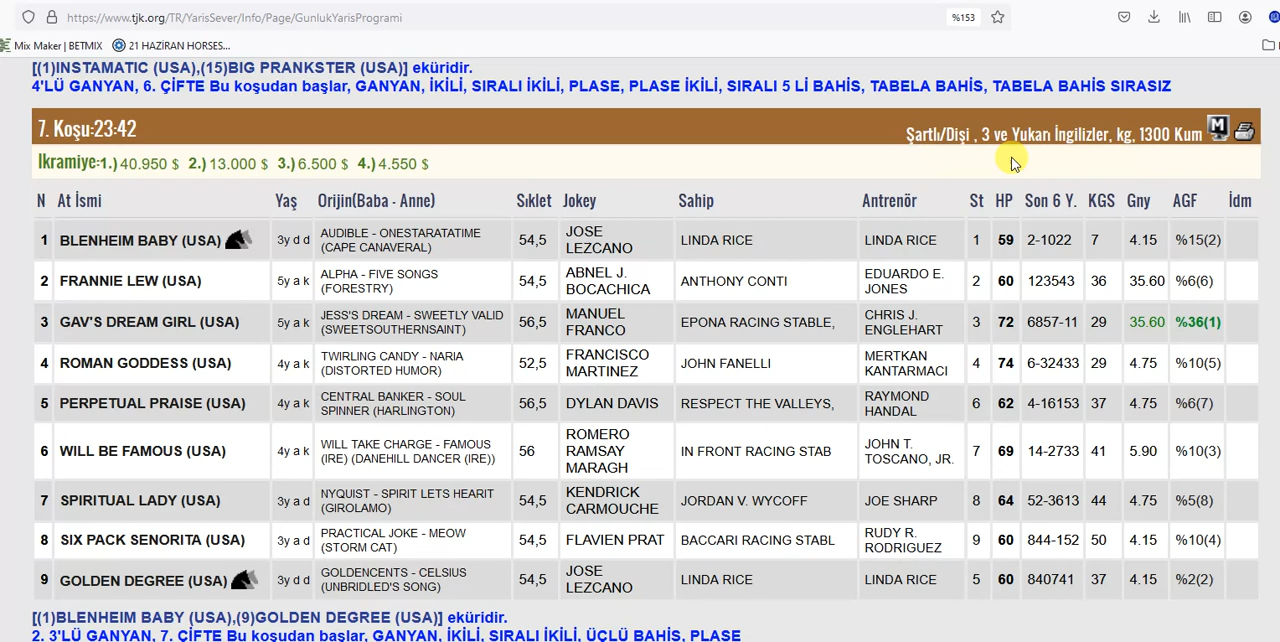 https://www.tjk.org/TR/YarisSever/Info/Page/GunlukYarisProgrami %153
Mix Maker | BETMIX 21 HAZİRAN HORSES...
[(1)INSTAMATIC (USA),(15)BIG PRANKSTER (USA)] eküridir.
4'LÜ GANYAN, 6. ÇİFTE Bu koşudan başlar, GANYAN, İKİLİ, SIRALI İKİLİ, PLASE, PLASE İKİLİ, SIRALI 5 Lİ BAHİS, TABELA BAHİS, TABELA BAHİS SIRASIZ
7. Koşu:23:42
Şartlı/Dişi , 3 ve Yukarı İngilizler, kg, 1300 Kum M
Ikramiye:1.) 40.950 $ 2.) 13.000 $ 3.) 6.500 $ 4.) 4.550 $
N At İsmi Yaş Orijin(Baba - Anne) Sıklet Jokey Sahip Antrenör St HP Son 6 Y. KGS Gny AGF İdm
1 BLENHEIM BABY (USA) 3y d d AUDIBLE - ONESTARATATIME (CAPE CANAVERAL) 54,5 JOSE LEZCANO LINDA RICE LINDA RICE 1 59 2-1022 7 4.15 %15(2)
2 FRANNIE LEW (USA) 5y a k ALPHA - FIVE SONGS (FORESTRY) 54,5 ABNEL J. BOCACHICA ANTHONY CONTI EDUARDO E. JONES 2 60 123543 36 35.60 %6(6)
3 GAV'S DREAM GIRL (USA) 5y a k JESS'S DREAM - SWEETLY VALID (SWEETSOUTHERNSAINT) 56,5 MANUEL FRANCO EPONA RACING STABLE, CHRIS J. ENGLEHART 3 72 6857-11 29 35.60 %36(1)
4 ROMAN GODDESS (USA) 4y a k TWIRLING CANDY - NARIA (DISTORTED HUMOR) 52,5 FRANCISCO MARTINEZ JOHN FANELLI MERTKAN KANTARMACI 4 74 6-32433 29 4.75 %10(5)
5 PERPETUAL PRAISE (USA) 4y a k CENTRAL BANKER - SOUL SPINNER (HARLINGTON) 56,5 DYLAN DAVIS RESPECT THE VALLEYS, RAYMOND HANDAL 6 62 4-16153 37 4.75 %6(7)
6 WILL BE FAMOUS (USA) 4y a k WILL TAKE CHARGE - FAMOUS (IRE) (DANEHILL DANCER (IRE)) 56 ROMERO RAMSAY MARAGH IN FRONT RACING STAB JOHN T. TOSCANO, JR. 7 69 14-2733 41 5.90 %10(3)
7 SPIRITUAL LADY (USA) 3y a d NYQUIST - SPIRIT LETS HEARIT (GIROLAMO) 54,5 KENDRICK CARMOUCHE JORDAN V. WYCOFF JOE SHARP 8 64 52-3613 44 4.75 %5(8)
8 SIX PACK SENORITA (USA) 3y a d PRACTICAL JOKE - MEOW (STORM CAT) 54,5 FLAVIEN PRAT BACCARI RACING STABL RUDY R. RODRIGUEZ 9 60 844-152 50 4.15 %10(4)
9 GOLDEN DEGREE (USA) 3y d d GOLDENCENTS - CELSIUS (UNBRIDLED'S SONG) 54,5 JOSE LEZCANO LINDA RICE LINDA RICE 5 60 840741 37 4.15 %2(2)
[(1)BLENHEIM BABY (USA),(9)GOLDEN DEGREE (USA)] eküridir.
2. 3'LÜ GANYAN, 7. ÇİFTE Bu koşudan başlar, GANYAN, İKİLİ, SIRALI İKİLİ, ÜÇLÜ BAHİS, PLASE